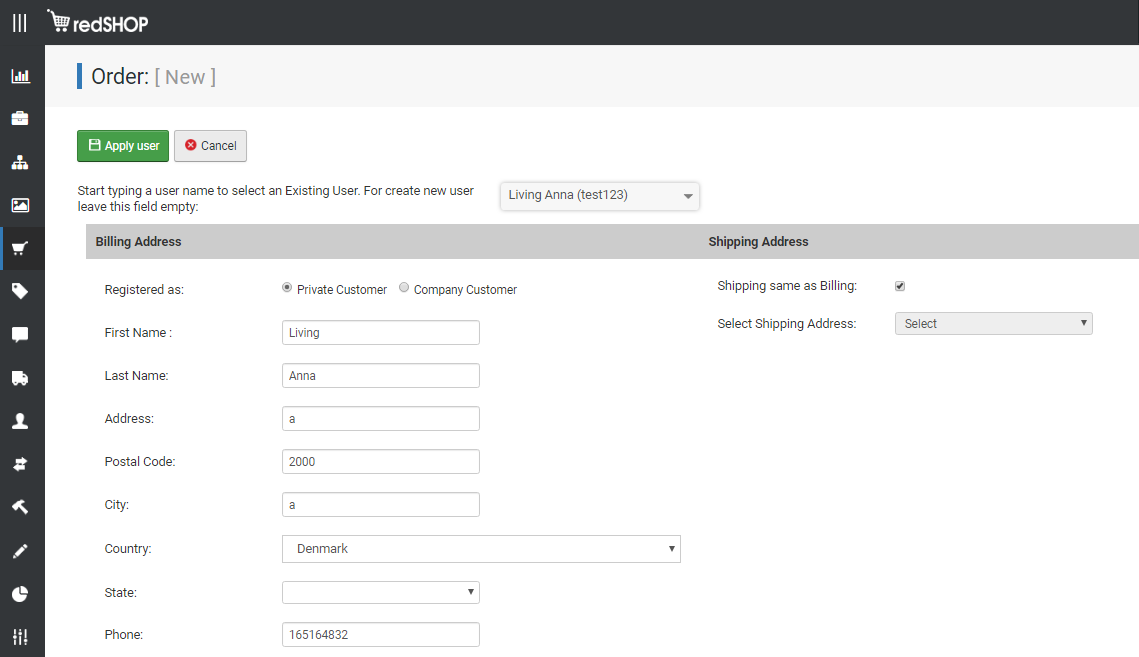 redSHOP
Order: [ New ]
Apply user Cancel
Start typing a user name to select an Existing User. For create new user
leave this field empty:
Living Anna (test123)
Billing Address
Shipping Address
Registered as: Private Customer Company Customer
Shipping same as Billing:
First Name : Living
Select Shipping Address: Select
Last Name: Anna
Address: a
Postal Code: 2000
City: a
Country: Denmark
State:
Phone: 165164832